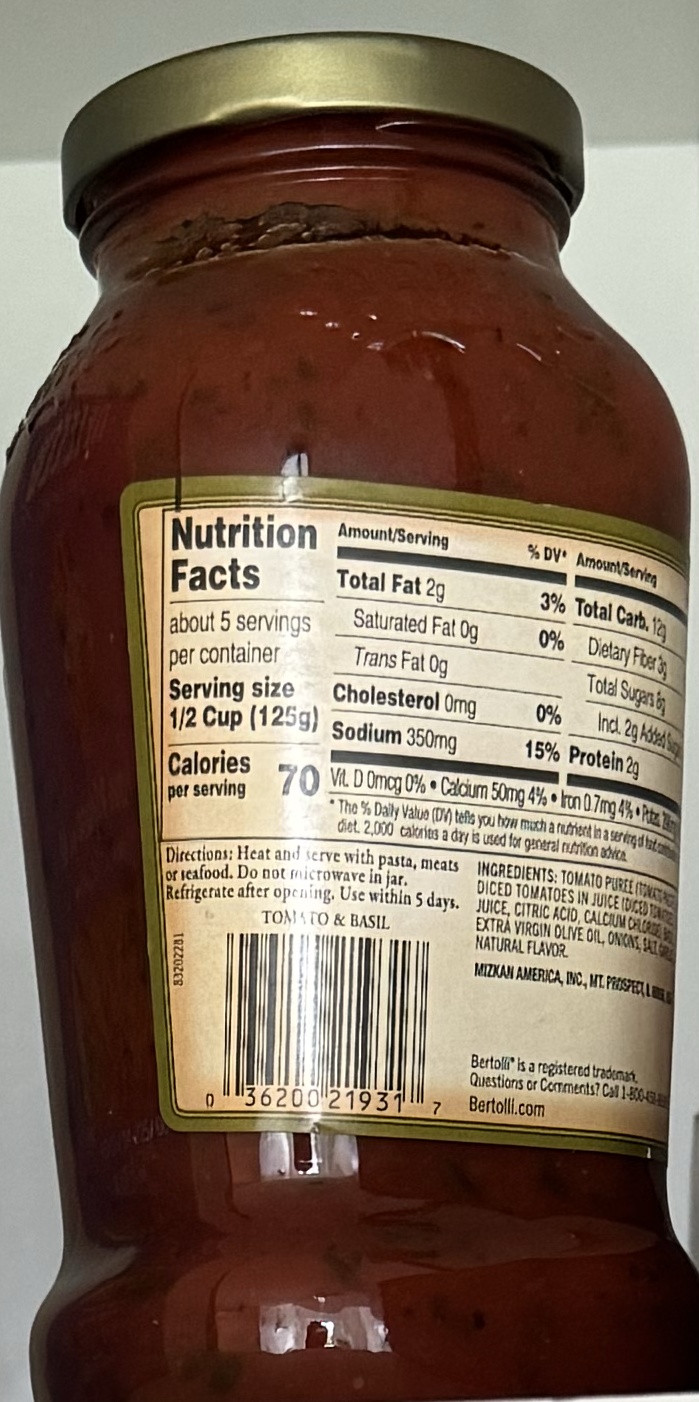 Nutrition
Facts
about 5 servings
per container
Serving size
1/2 Cup (125g)
Calories
per serving 70
Amount/Serving % DV*
Total Fat 2g 3%
Saturated Fat 0g 0%
Trans Fat 0g
Cholesterol 0mg 0%
Sodium 350mg 15%
Amount/Serving
Total Carb. 12g
Dietary Fiber 3g
Total Sugars 8g
Incl. 2g Added
Protein 2g
Vit. D 0mcg 0% • Calcium 50mg 4% • Iron 0.7mg 4% •
* The % Daily Value (DV) tells you how much a nutrient in a serving of food
diet. 2,000 calories a day is used for general nutrition advice.
Directions: Heat and serve with pasta, meats
or seafood. Do not microwave in jar.
Refrigerate after opening. Use within 5 days.
TOMATO & BASIL
83202281
0 36200 21931 7
INGREDIENTS: TOMATO PUREE
DICED TOMATOES IN JUICE (DICED
JUICE, CITRIC ACID, CALCIUM
EXTRA VIRGIN OLIVE OIL, ONIONS, SALT,
NATURAL FLAVOR.
MIZKAN AMERICA, INC., MT. PROSPECT, IL
Bertolli® is a registered trademark.
Questions or Comments? Call
Bertolli.com